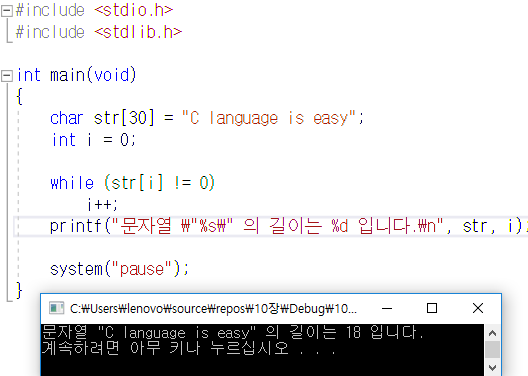 #include <stdio.h>
#include <stdlib.h>
int main(void)
{
char str[30] = "C language is easy";
int i = 0;
while (str[i] != 0)
i++;
printf("문자열 ₩"%s₩" 의 길이는 %d 입니다.₩n", str, i);
system("pause");
}
C:₩Users₩lenovo₩source₩repos₩10장₩Debug₩10...
문자열 "C language is easy" 의 길이는 18 입니다.
계속하려면 아무 키나 누르십시오 . . .